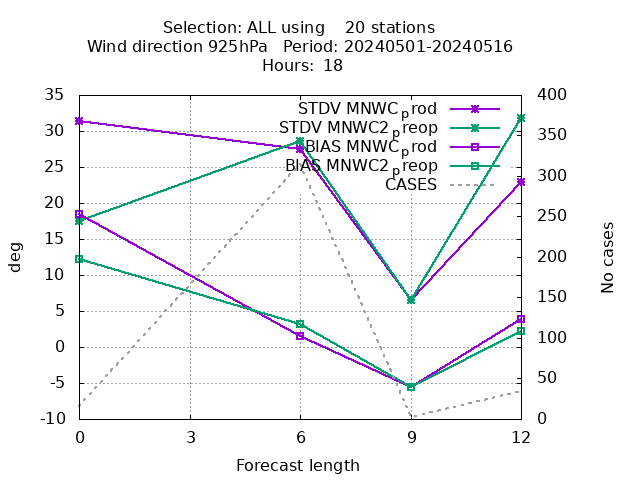 Selection: ALL using    20 stations
Wind direction 925hPa   Period: 20240501-20240516
Hours: 18
STDV MNWC_prod
STDV MNWC2_preop
BIAS MNWC_prod
BIAS MNWC2_preop
CASES
35
30
25
20
15
10
5
0
-5
-10
deg
400
350
300
250
200
150
100
50
0
No cases
0 3 6 9 12
Forecast length